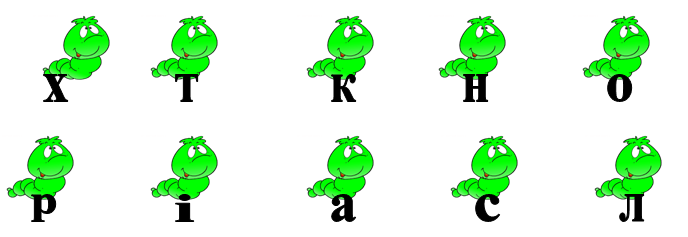 х т к н о
р і а с л